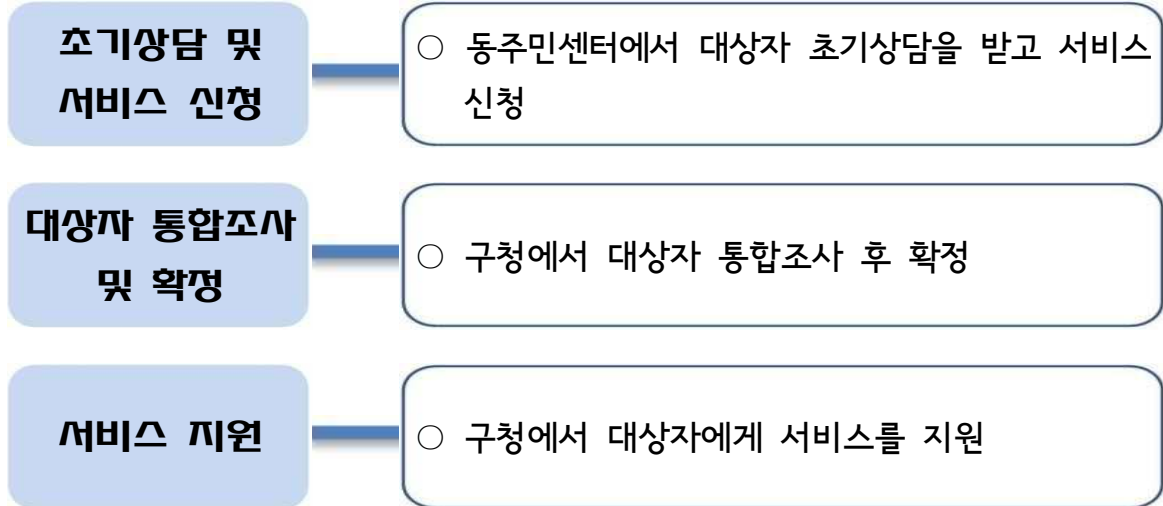 초기상담 및
서비스 신청
○ 동주민센터에서 대상자 초기상담을 받고 서비스
신청
대상자 통합조사
및 확정
○ 구청에서 대상자 통합조사 후 확정
서비스 지원
○ 구청에서 대상자에게 서비스를 지원